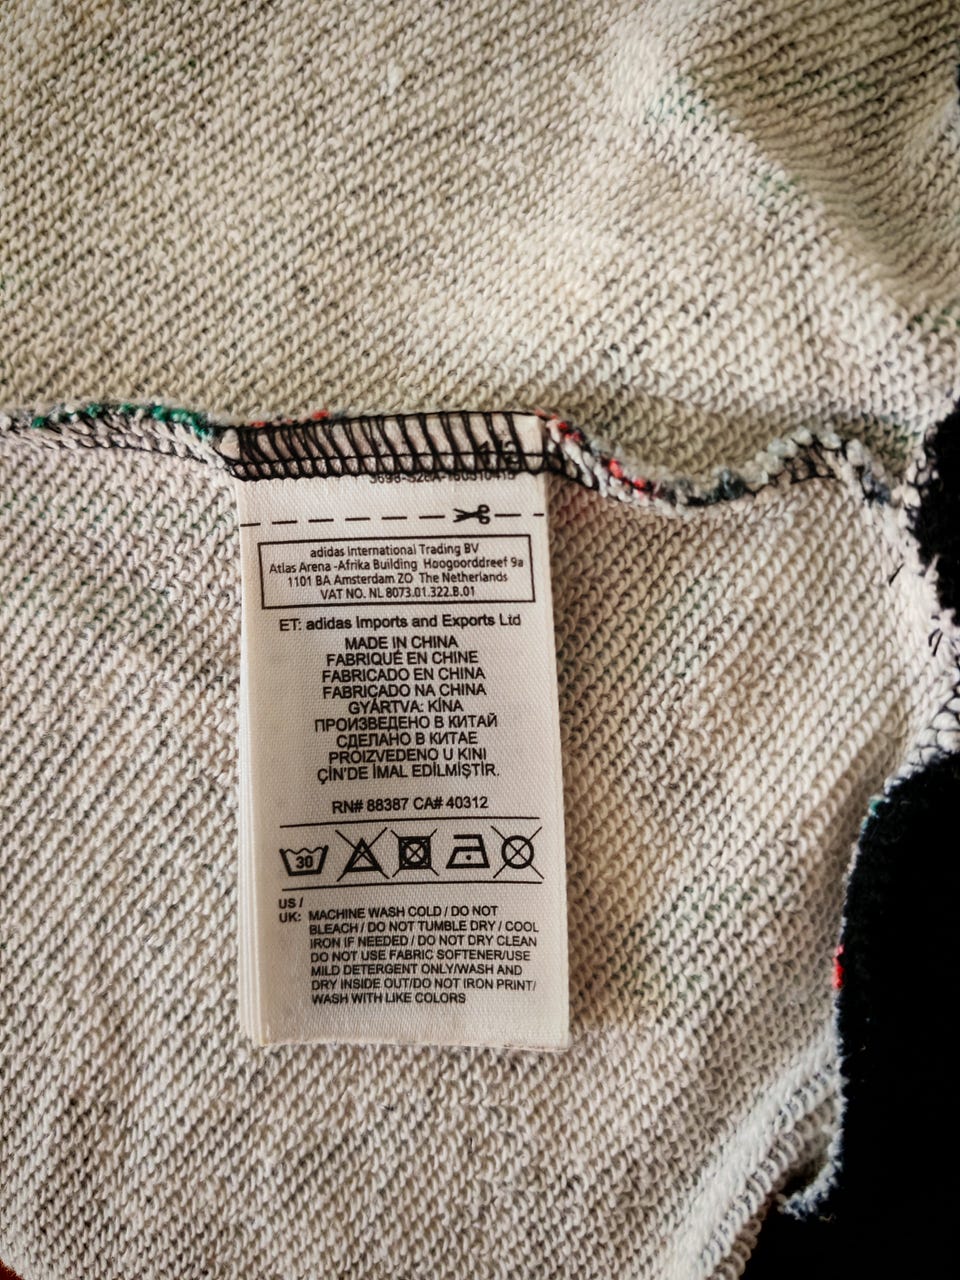 adidas International Trading BV
Atlas Arena -Afrika Building Hoogoorddreef 9a
1101 BA Amsterdam ZO The Netherlands
VAT NO. NL 8073.01.322.B.01
ET: adidas Imports and Exports Ltd
MADE IN CHINA
FABRIQUÉ EN CHINE
FABRICADO EN CHINA
FABRICADO NA CHINA
GYÁRTVA: KÍNA
ПРОИЗВЕДЕНО В КИТАЙ
СДЕЛАНО В КИТАЕ
PROIZVEDENO U KINI
ÇİN'DE İMAL EDİLMİŞTİR.
RN# 88387 CA# 40312
30
US /
UK: MACHINE WASH COLD / DO NOT
BLEACH / DO NOT TUMBLE DRY / COOL
IRON IF NEEDED / DO NOT DRY CLEAN
DO NOT USE FABRIC SOFTENER/USE
MILD DETERGENT ONLY/WASH AND
DRY INSIDE OUT/DO NOT IRON PRINT/
WASH WITH LIKE COLORS